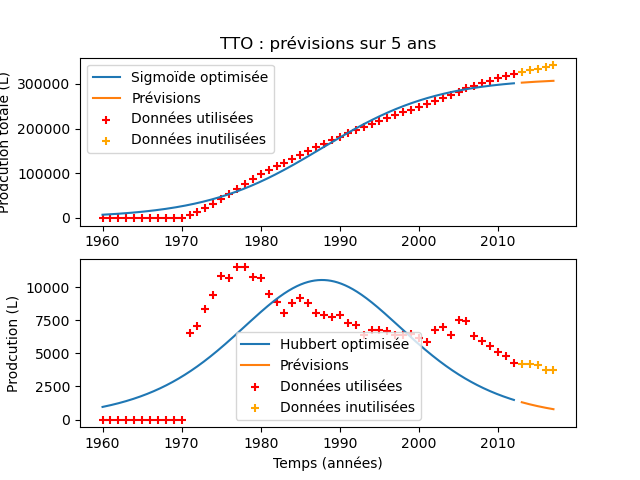 TTO : prévisions sur 5 ans
Prodcution totale (L)
300000
200000
100000
0
Sigmoïde optimisée
Prévisions
Données utilisées
Données inutilisées
1960 1970 1980 1990 2000 2010
Prodcution (L)
10000
7500
5000
2500
0
Hubbert optimisée
Prévisions
Données utilisées
Données inutilisées
1960 1970 1980 1990 2000 2010
Temps (années)